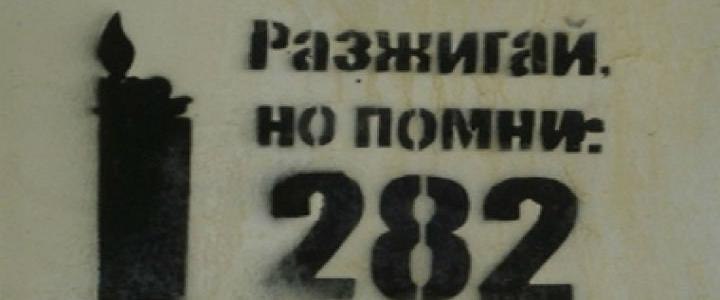 Разжигай,
но помни:
282